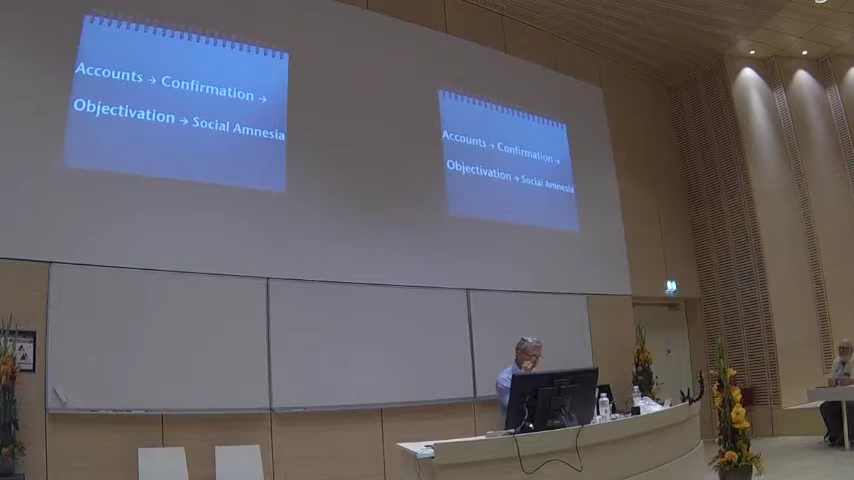 Accounts → Confirmation →
Objectivation → Social Amnesia
Accounts → Confirmation →
Objectivation → Social Amnesia